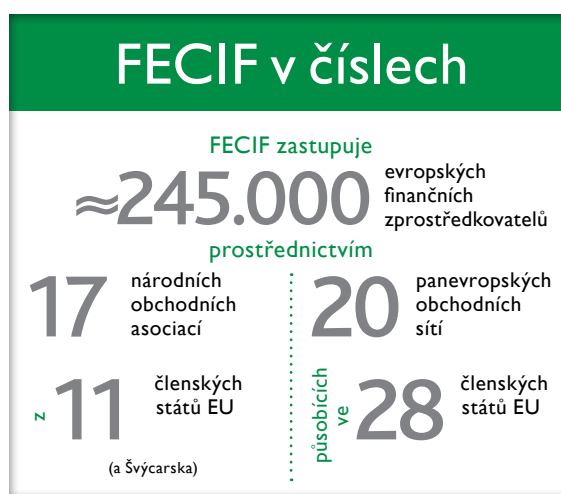 FECIF v číslech
FECIF zastupuje
≈245.000
evropských
finančních
zprostředkovatelů
prostřednictvím
17
národních
obchodních
asociací
z
11
členských
států EU
(a Švýcarska)
20
panevropských
obchodních
sítí
působících
ve
28
členských
států EU